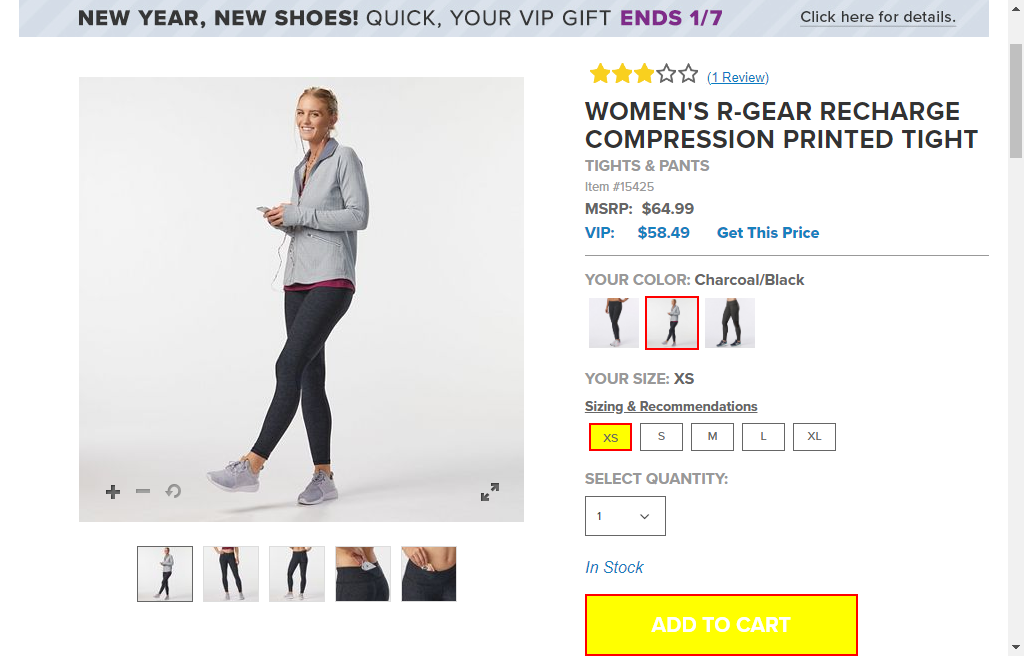 NEW YEAR, NEW SHOES! QUICK, YOUR VIP GIFT ENDS 1/7 Click here for details.
(1 Review)
WOMEN'S R-GEAR RECHARGE
COMPRESSION PRINTED TIGHT
TIGHTS & PANTS
Item #15425
MSRP: $64.99
VIP: $58.49 Get This Price
YOUR COLOR: Charcoal/Black
YOUR SIZE: XS
Sizing & Recommendations
XS S M L XL
SELECT QUANTITY:
1
In Stock
ADD TO CART